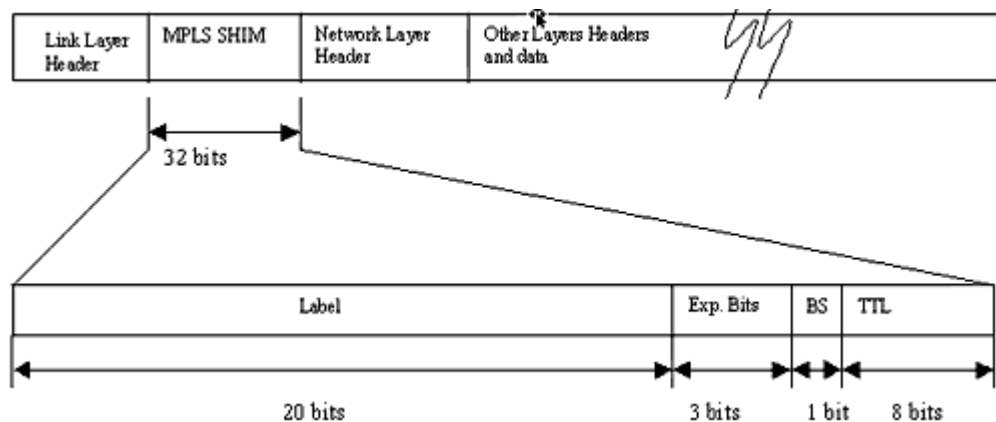 Link Layer
Header
MPLS SHIM
Network Layer
Header
Other Layers Headers
and data
32 bits
Label
Exp. Bits
BS
TTL
20 bits
3 bits
1 bit
8 bits